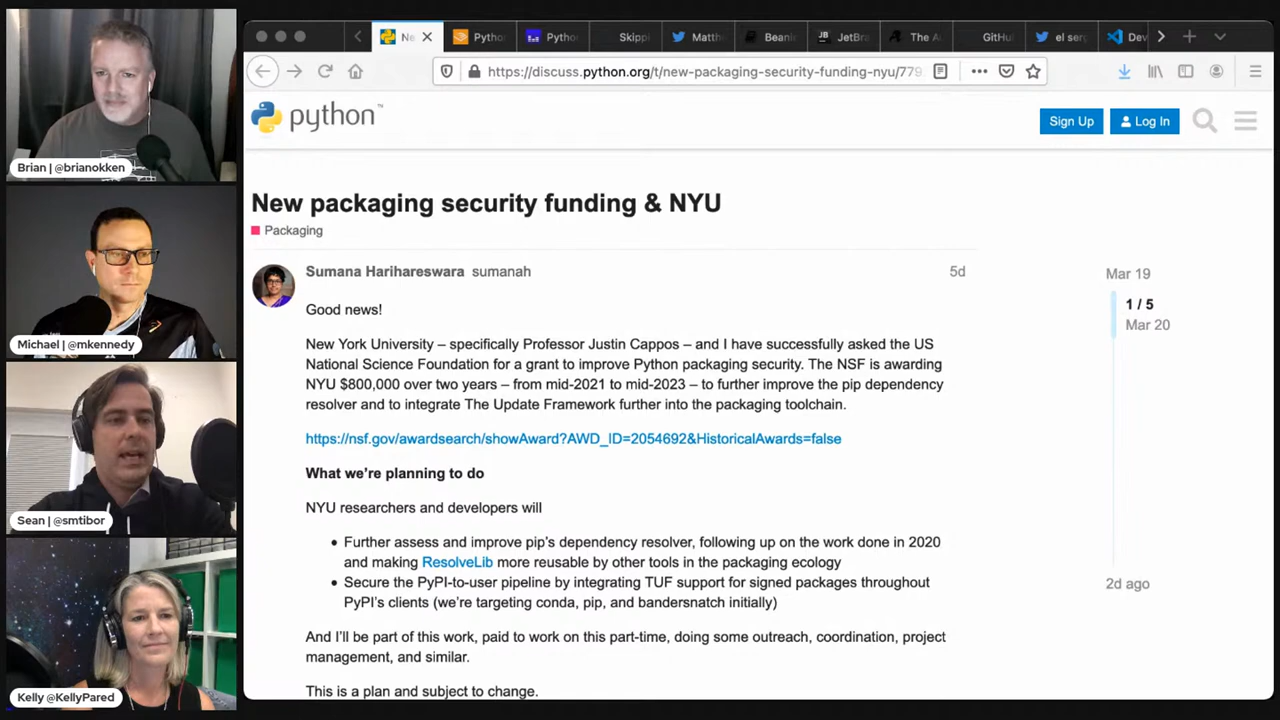 Brian | @brianokken
Michael | @mkennedy
Sean | @smtibor
Kelly @KellyPared
Ne
Pythor
Pytho
Skippi
Matth
Beanie
JetBra
The A
GitHu
el serg
Dev
https://discuss.python.org/t/new-packaging-security-funding-nyu/779
python™
Sign Up
Log In
New packaging security funding & NYU
Packaging
Sumana Harihareswara sumanah
5d
Good news!
New York University – specifically Professor Justin Cappos – and I have successfully asked the US
National Science Foundation for a grant to improve Python packaging security. The NSF is awarding
NYU $800,000 over two years – from mid-2021 to mid-2023 – to further improve the pip dependency
resolver and to integrate The Update Framework further into the packaging toolchain.
https://nsf.gov/awardsearch/showAward?AWD_ID=2054692&HistoricalAwards=false
What we're planning to do
NYU researchers and developers will
• Further assess and improve pip's dependency resolver, following up on the work done in 2020
and making ResolveLib more reusable by other tools in the packaging ecology
• Secure the PyPI-to-user pipeline by integrating TUF support for signed packages throughout
PyPI's clients (we're targeting conda, pip, and bandersnatch initially)
And I'll be part of this work, paid to work on this part-time, doing some outreach, coordination, project
management, and similar.
This is a plan and subject to change.
Mar 19
1 / 5
Mar 20
2d ago